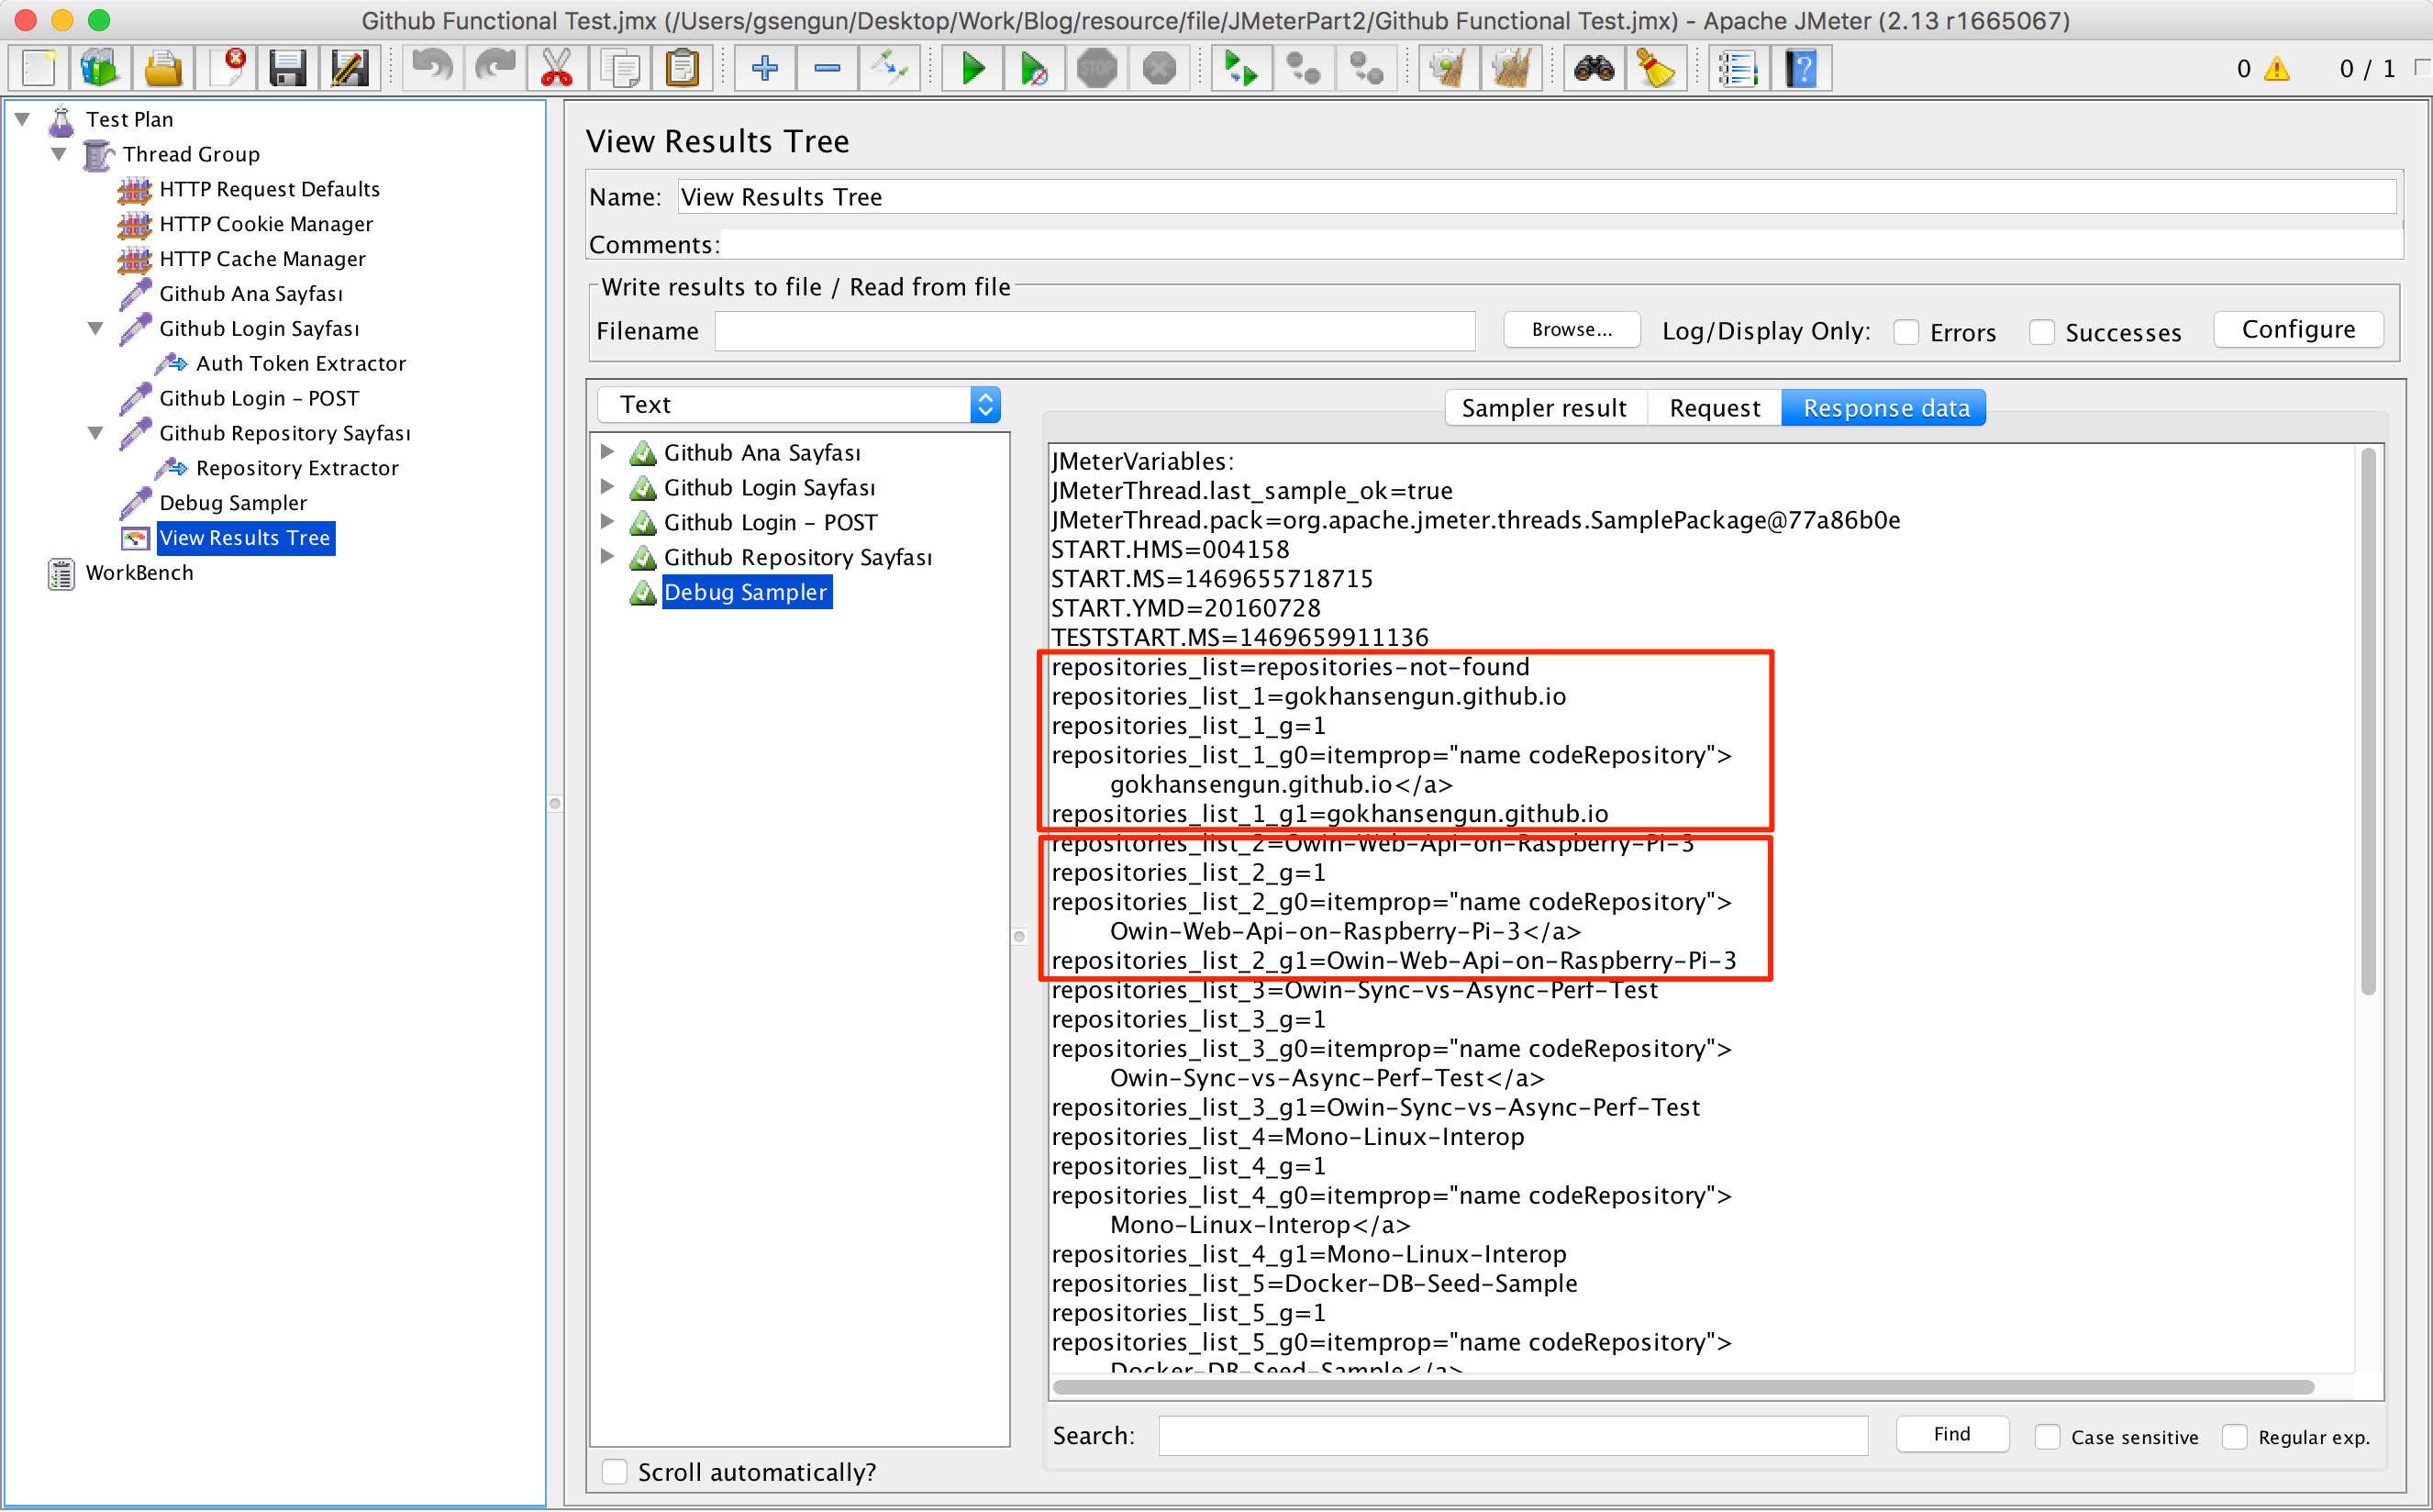 Github Functional Test.jmx (/Users/gsengun/Desktop/Work/Blog/resource/file/JMeterPart2/Github Functional Test.jmx) - Apache JMeter (2.13 r1665067)
STOP
0
0 / 1
Test Plan
Thread Group
HTTP Request Defaults
HTTP Cookie Manager
HTTP Cache Manager
Github Ana Sayfası
Github Login Sayfası
Auth Token Extractor
Github Login - POST
Github Repository Sayfası
Repository Extractor
Debug Sampler
View Results Tree
WorkBench
View Results Tree
Name: View Results Tree
Comments:
Write results to file / Read from file
Filename Browse... Log/Display Only: Errors Successes Configure
Text
Github Ana Sayfası
Github Login Sayfası
Github Login - POST
Github Repository Sayfası
Debug Sampler
Scroll automatically?
Sampler result Request Response data
JMeterVariables:
JMeterThread.last_sample_ok=true
JMeterThread.pack=org.apache.jmeter.threads.SamplePackage@77a86b0e
START.HMS=004158
START.MS=1469655718715
START.YMD=20160728
TESTSTART.MS=1469659911136
repositories_list=repositories-not-found
repositories_list_1=gokhansengun.github.io
repositories_list_1_g=1
repositories_list_1_g0=itemprop="name codeRepository">
gokhansengun.github.io</a>
repositories_list_1_g1=gokhansengun.github.io
repositories_list_2=Owin-Web-Api-on-Raspberry-Pi-3
repositories_list_2_g=1
repositories_list_2_g0=itemprop="name codeRepository">
Owin-Web-Api-on-Raspberry-Pi-3</a>
repositories_list_2_g1=Owin-Web-Api-on-Raspberry-Pi-3
repositories_list_3=Owin-Sync-vs-Async-Perf-Test
repositories_list_3_g=1
repositories_list_3_g0=itemprop="name codeRepository">
Owin-Sync-vs-Async-Perf-Test</a>
repositories_list_3_g1=Owin-Sync-vs-Async-Perf-Test
repositories_list_4=Mono-Linux-Interop
repositories_list_4_g=1
repositories_list_4_g0=itemprop="name codeRepository">
Mono-Linux-Interop</a>
repositories_list_4_g1=Mono-Linux-Interop
repositories_list_5=Docker-DB-Seed-Sample
repositories_list_5_g=1
repositories_list_5_g0=itemprop="name codeRepository">
Docker-DB-Seed-Sample</a>
Search: Find Case sensitive Regular exp.